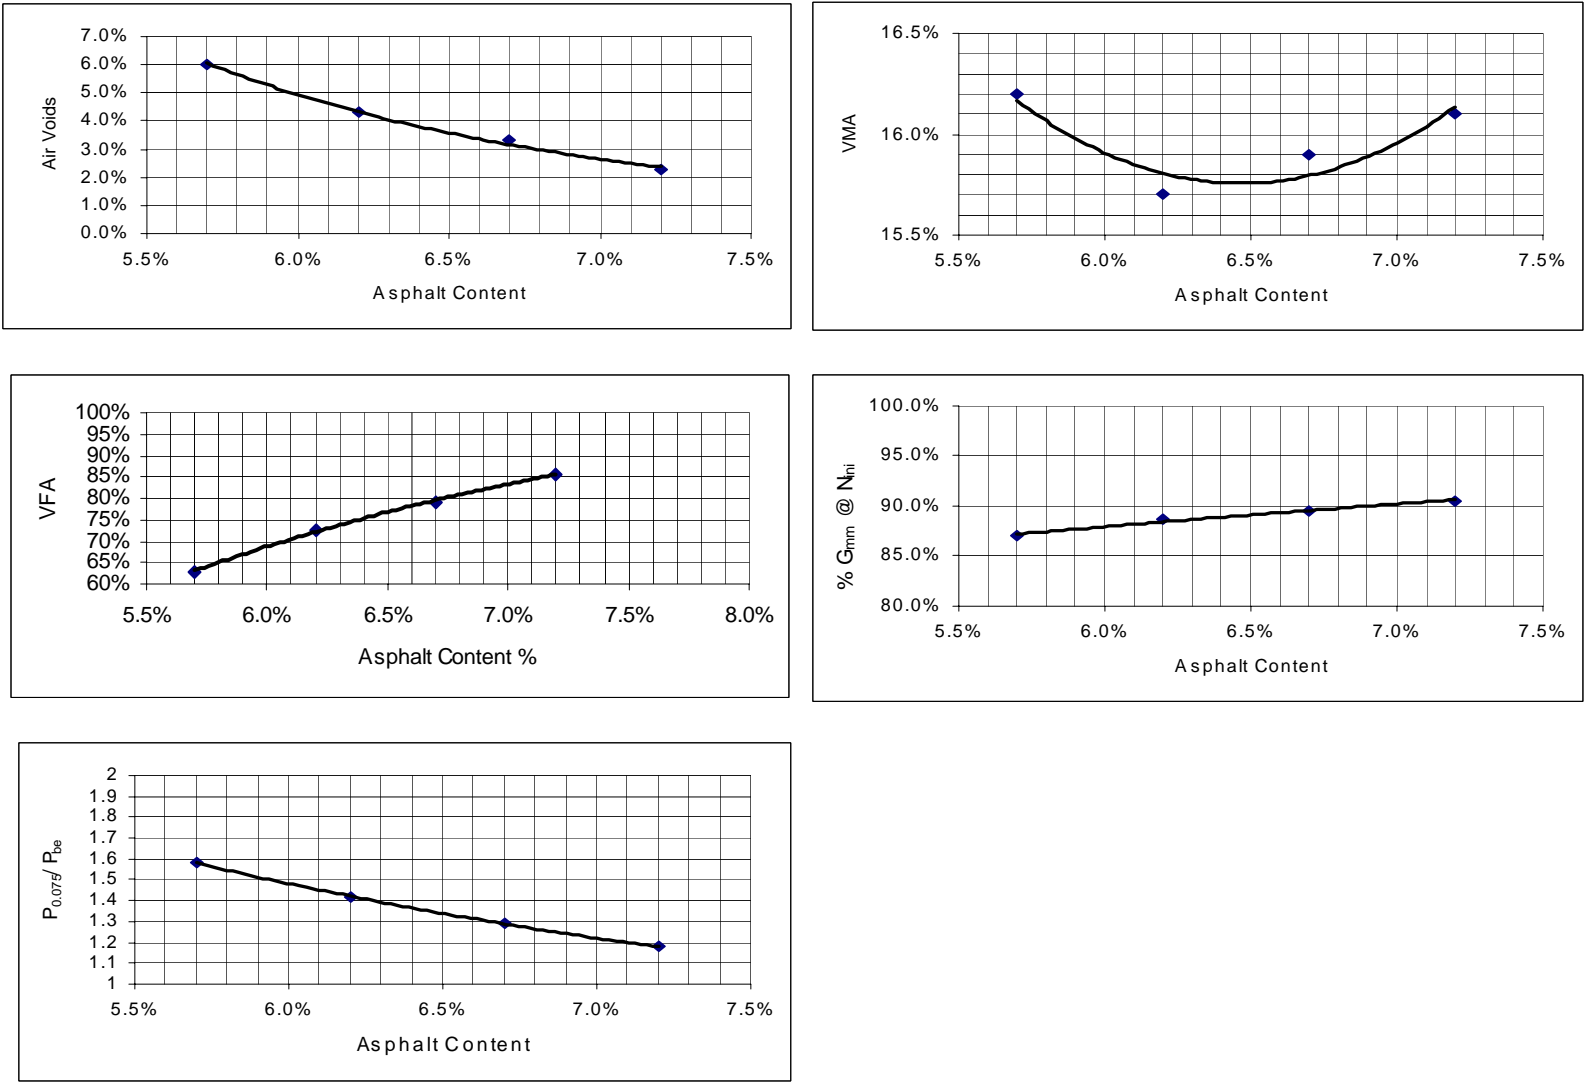 7.0%
6.0%
5.0%
4.0%
3.0%
2.0%
1.0%
0.0%
Air Voids
5.5% 6.0% 6.5% 7.0% 7.5%
Asphalt Content
16.5%
16.0%
15.5%
VMA
5.5% 6.0% 6.5% 7.0% 7.5%
Asphalt Content
100%
95%
90%
85%
80%
75%
70%
65%
60%
VFA
5.5% 6.0% 6.5% 7.0% 7.5% 8.0%
Asphalt Content %
100.0%
95.0%
90.0%
85.0%
80.0%
% Gmm @ Nini
5.5% 6.0% 6.5% 7.0% 7.5%
Asphalt Content
2
1.9
1.8
1.7
1.6
1.5
1.4
1.3
1.2
1.1
1
P0.075/ Pbe
5.5% 6.0% 6.5% 7.0% 7.5%
Asphalt Content